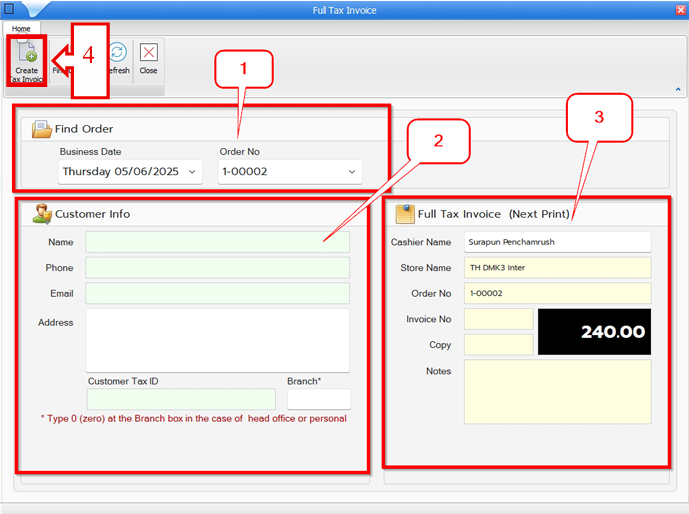 Full Tax Invoice
Home
Create
Tax Invoice
4
Close
1
2
3
Find Order
Business Date
Order No
Thursday 05/06/2025
1-00002
Customer Info
Name
Phone
Email
Address
Customer Tax ID
Branch*
* Type 0 (zero) at the Branch box in the case of head office or personal
Full Tax Invoice (Next Print)
Cashier Name
Surapun Penchamrush
Store Name
TH DMK3 Inter
Order No
1-00002
Invoice No
240.00
Copy
Notes